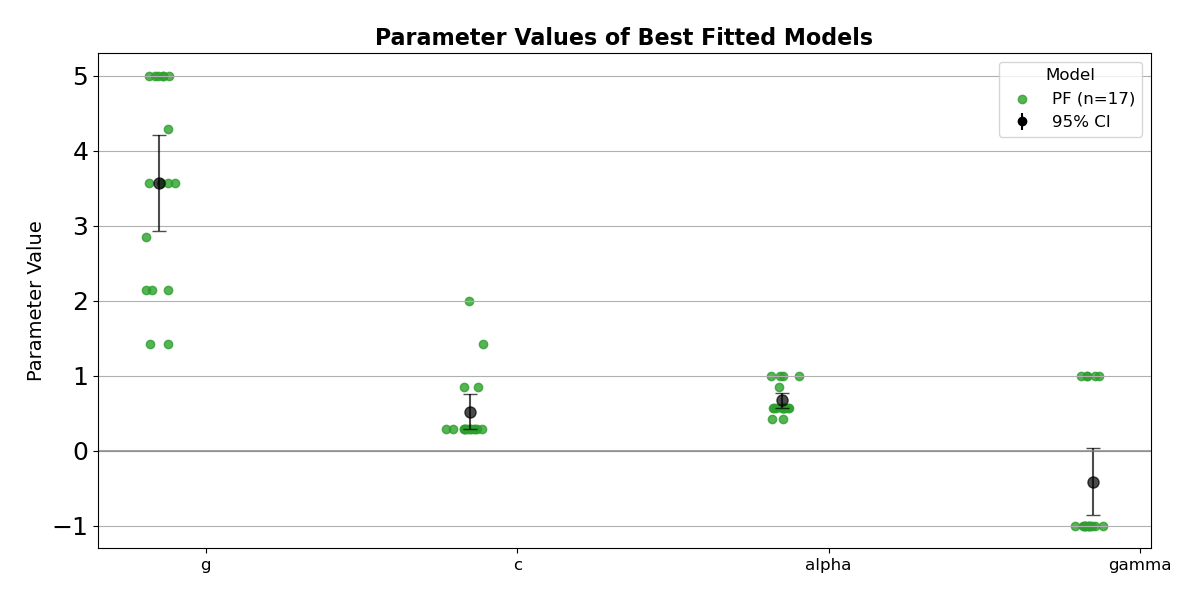 Parameter Values of Best Fitted Models
Model
PF (n=17)
95% CI
Parameter Value
5
4
3
2
1
0
−1
g
c
alpha
gamma